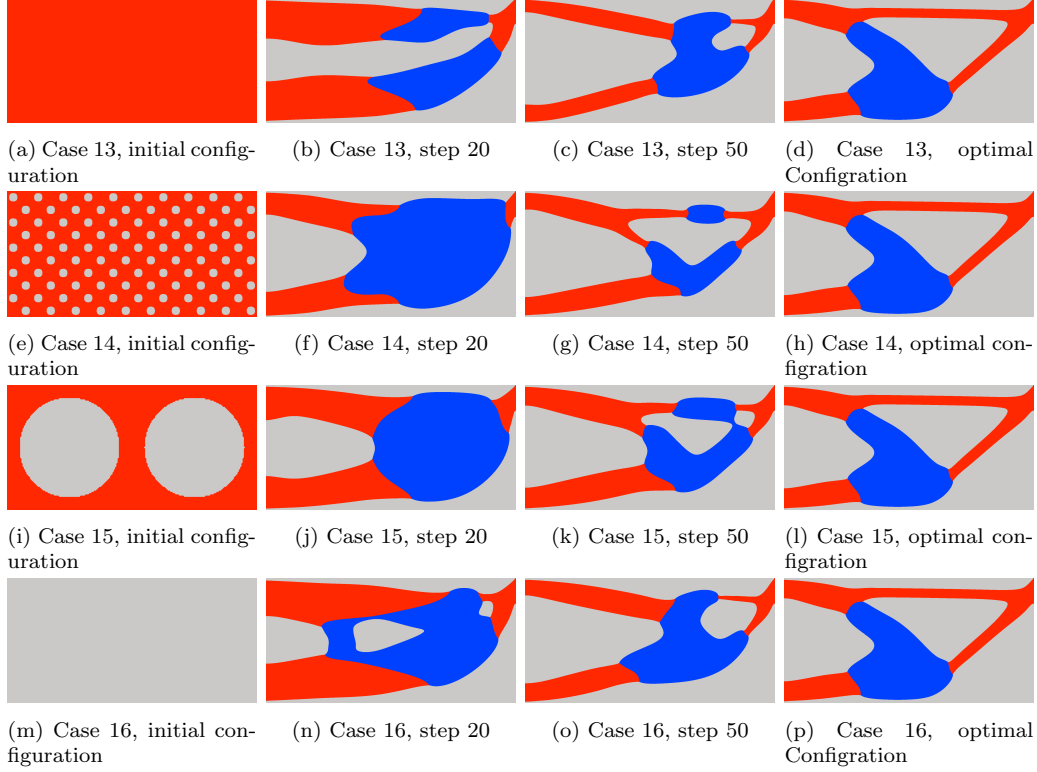 (a) Case 13, initial config-
uration
(b) Case 13, step 20
(c) Case 13, step 50
(d) Case 13, optimal
Configration
(e) Case 14, initial config-
uration
(f) Case 14, step 20
(g) Case 14, step 50
(h) Case 14, optimal con-
figration
(i) Case 15, initial config-
uration
(j) Case 15, step 20
(k) Case 15, step 50
(l) Case 15, optimal con-
figration
(m) Case 16, initial con-
figuration
(n) Case 16, step 20
(o) Case 16, step 50
(p) Case 16, optimal
Configration